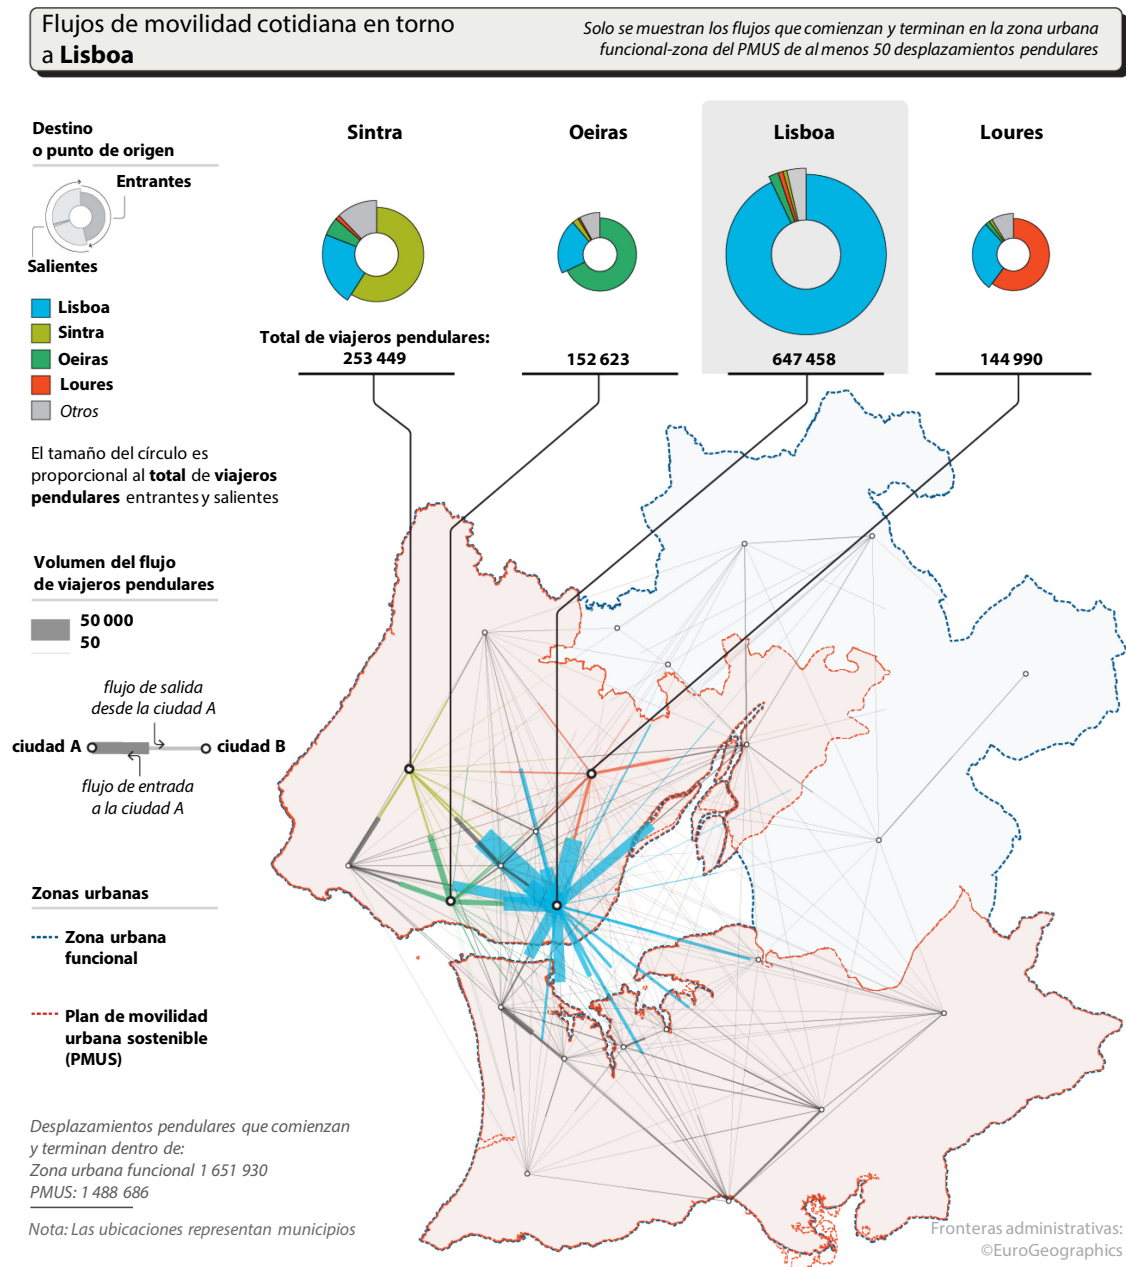 Flujos de movilidad cotidiana en torno
a Lisboa
Solo se muestran los flujos que comienzan y terminan en la zona urbana
funcional-zona del PMUS de al menos 50 desplazamientos pendulares
Destino
o punto de origen
Entrantes
Salientes
Lisboa
Sintra
Oeiras
Loures
Otros
Sintra
Oeiras
Lisboa
Loures
Total de viajeros pendulares:
253 449
152 623
647 458
144 990
El tamaño del círculo es
proporcional al total de viajeros
pendulares entrantes y salientes
Volumen del flujo
de viajeros pendulares
50 000
50
flujo de salida
desde la ciudad A
ciudad A
ciudad B
flujo de entrada
a la ciudad A
Zonas urbanas
Zona urbana
funcional
Plan de movilidad
urbana sostenible
(PMUS)
Desplazamientos pendulares que comienzan
y terminan dentro de:
Zona urbana funcional 1 651 930
PMUS: 1 488 686
Nota: Las ubicaciones representan municipios
Fronteras administrativas:
©EuroGeographics